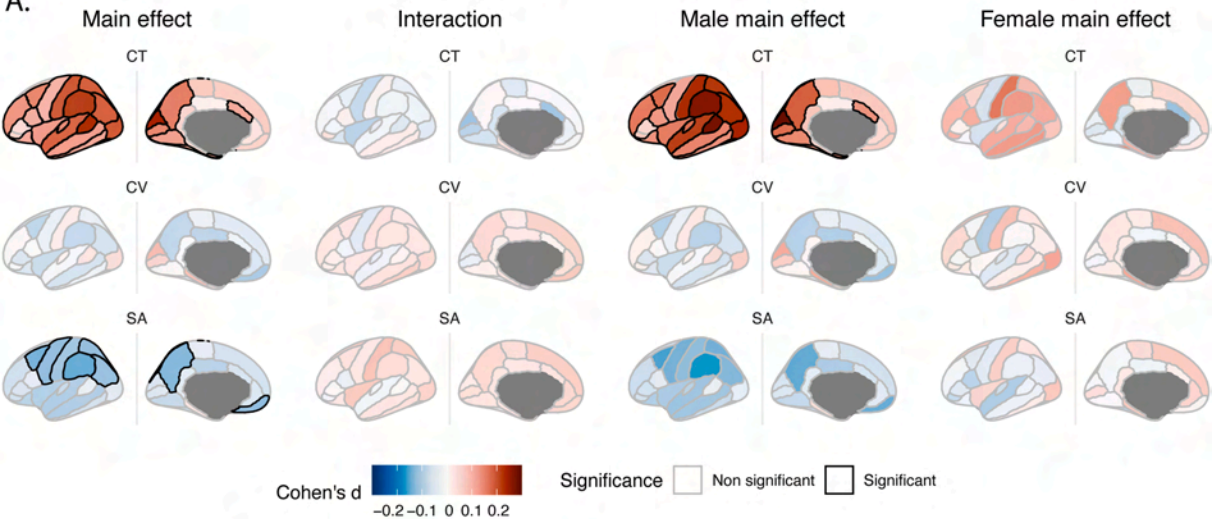 A.
Main effect Interaction Male main effect Female main effect
CT CT CT CT
CV CV CV CV
SA SA SA SA
Cohen's d
−0.2 −0.1 0 0.1 0.2
Significance Non significant Significant